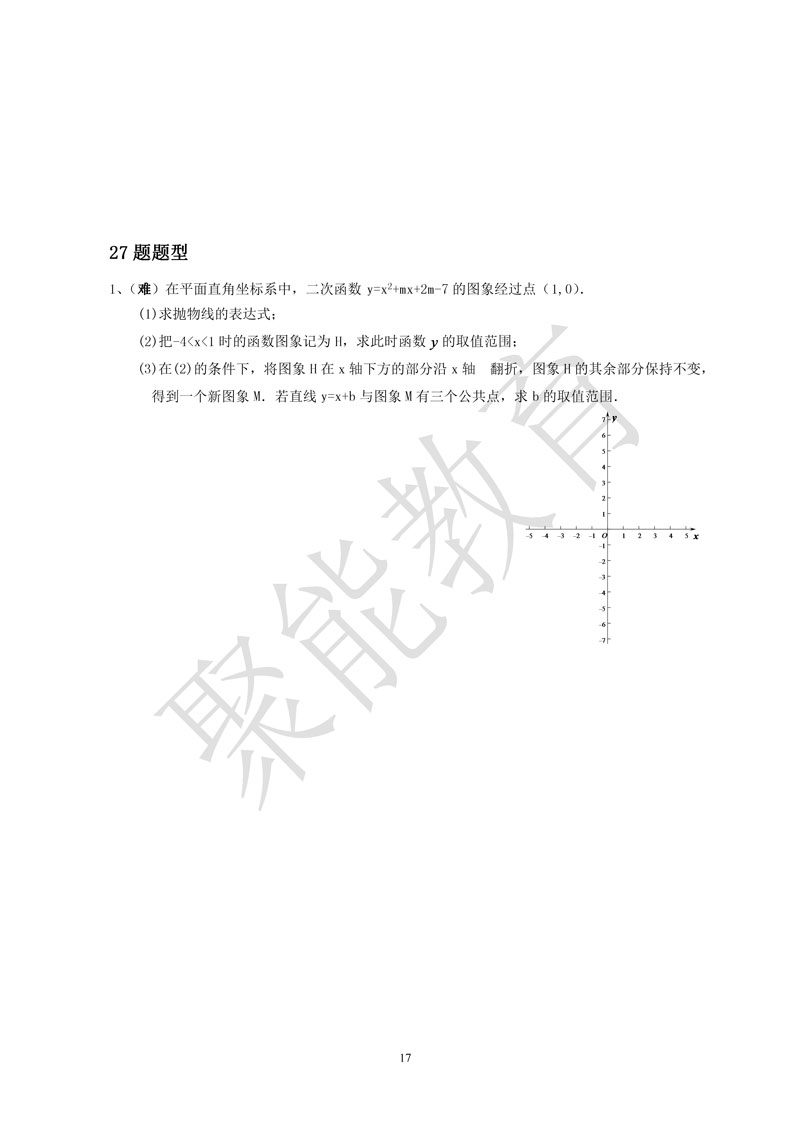 27 题题型
1、（难）在平面直角坐标系中，二次函数 y=x²+mx+2m-7 的图象经过点（1,0）．
(1)求抛物线的表达式；
(2)把-4<x<1 时的函数图象记为 H，求此时函数 y 的取值范围；
(3)在(2)的条件下，将图象 H 在 x 轴下方的部分沿 x 轴 翻折，图象 H 的其余部分保持不变，
得到一个新图象 M．若直线 y=x+b 与图象 M 有三个公共点，求 b 的取值范围．
7 y
6
5
4
3
2
1
-5 -4 -3 -2 -1 O 1 2 3 4 5 x
-1
-2
-3
-4
-5
-6
-7
聚能教育
17